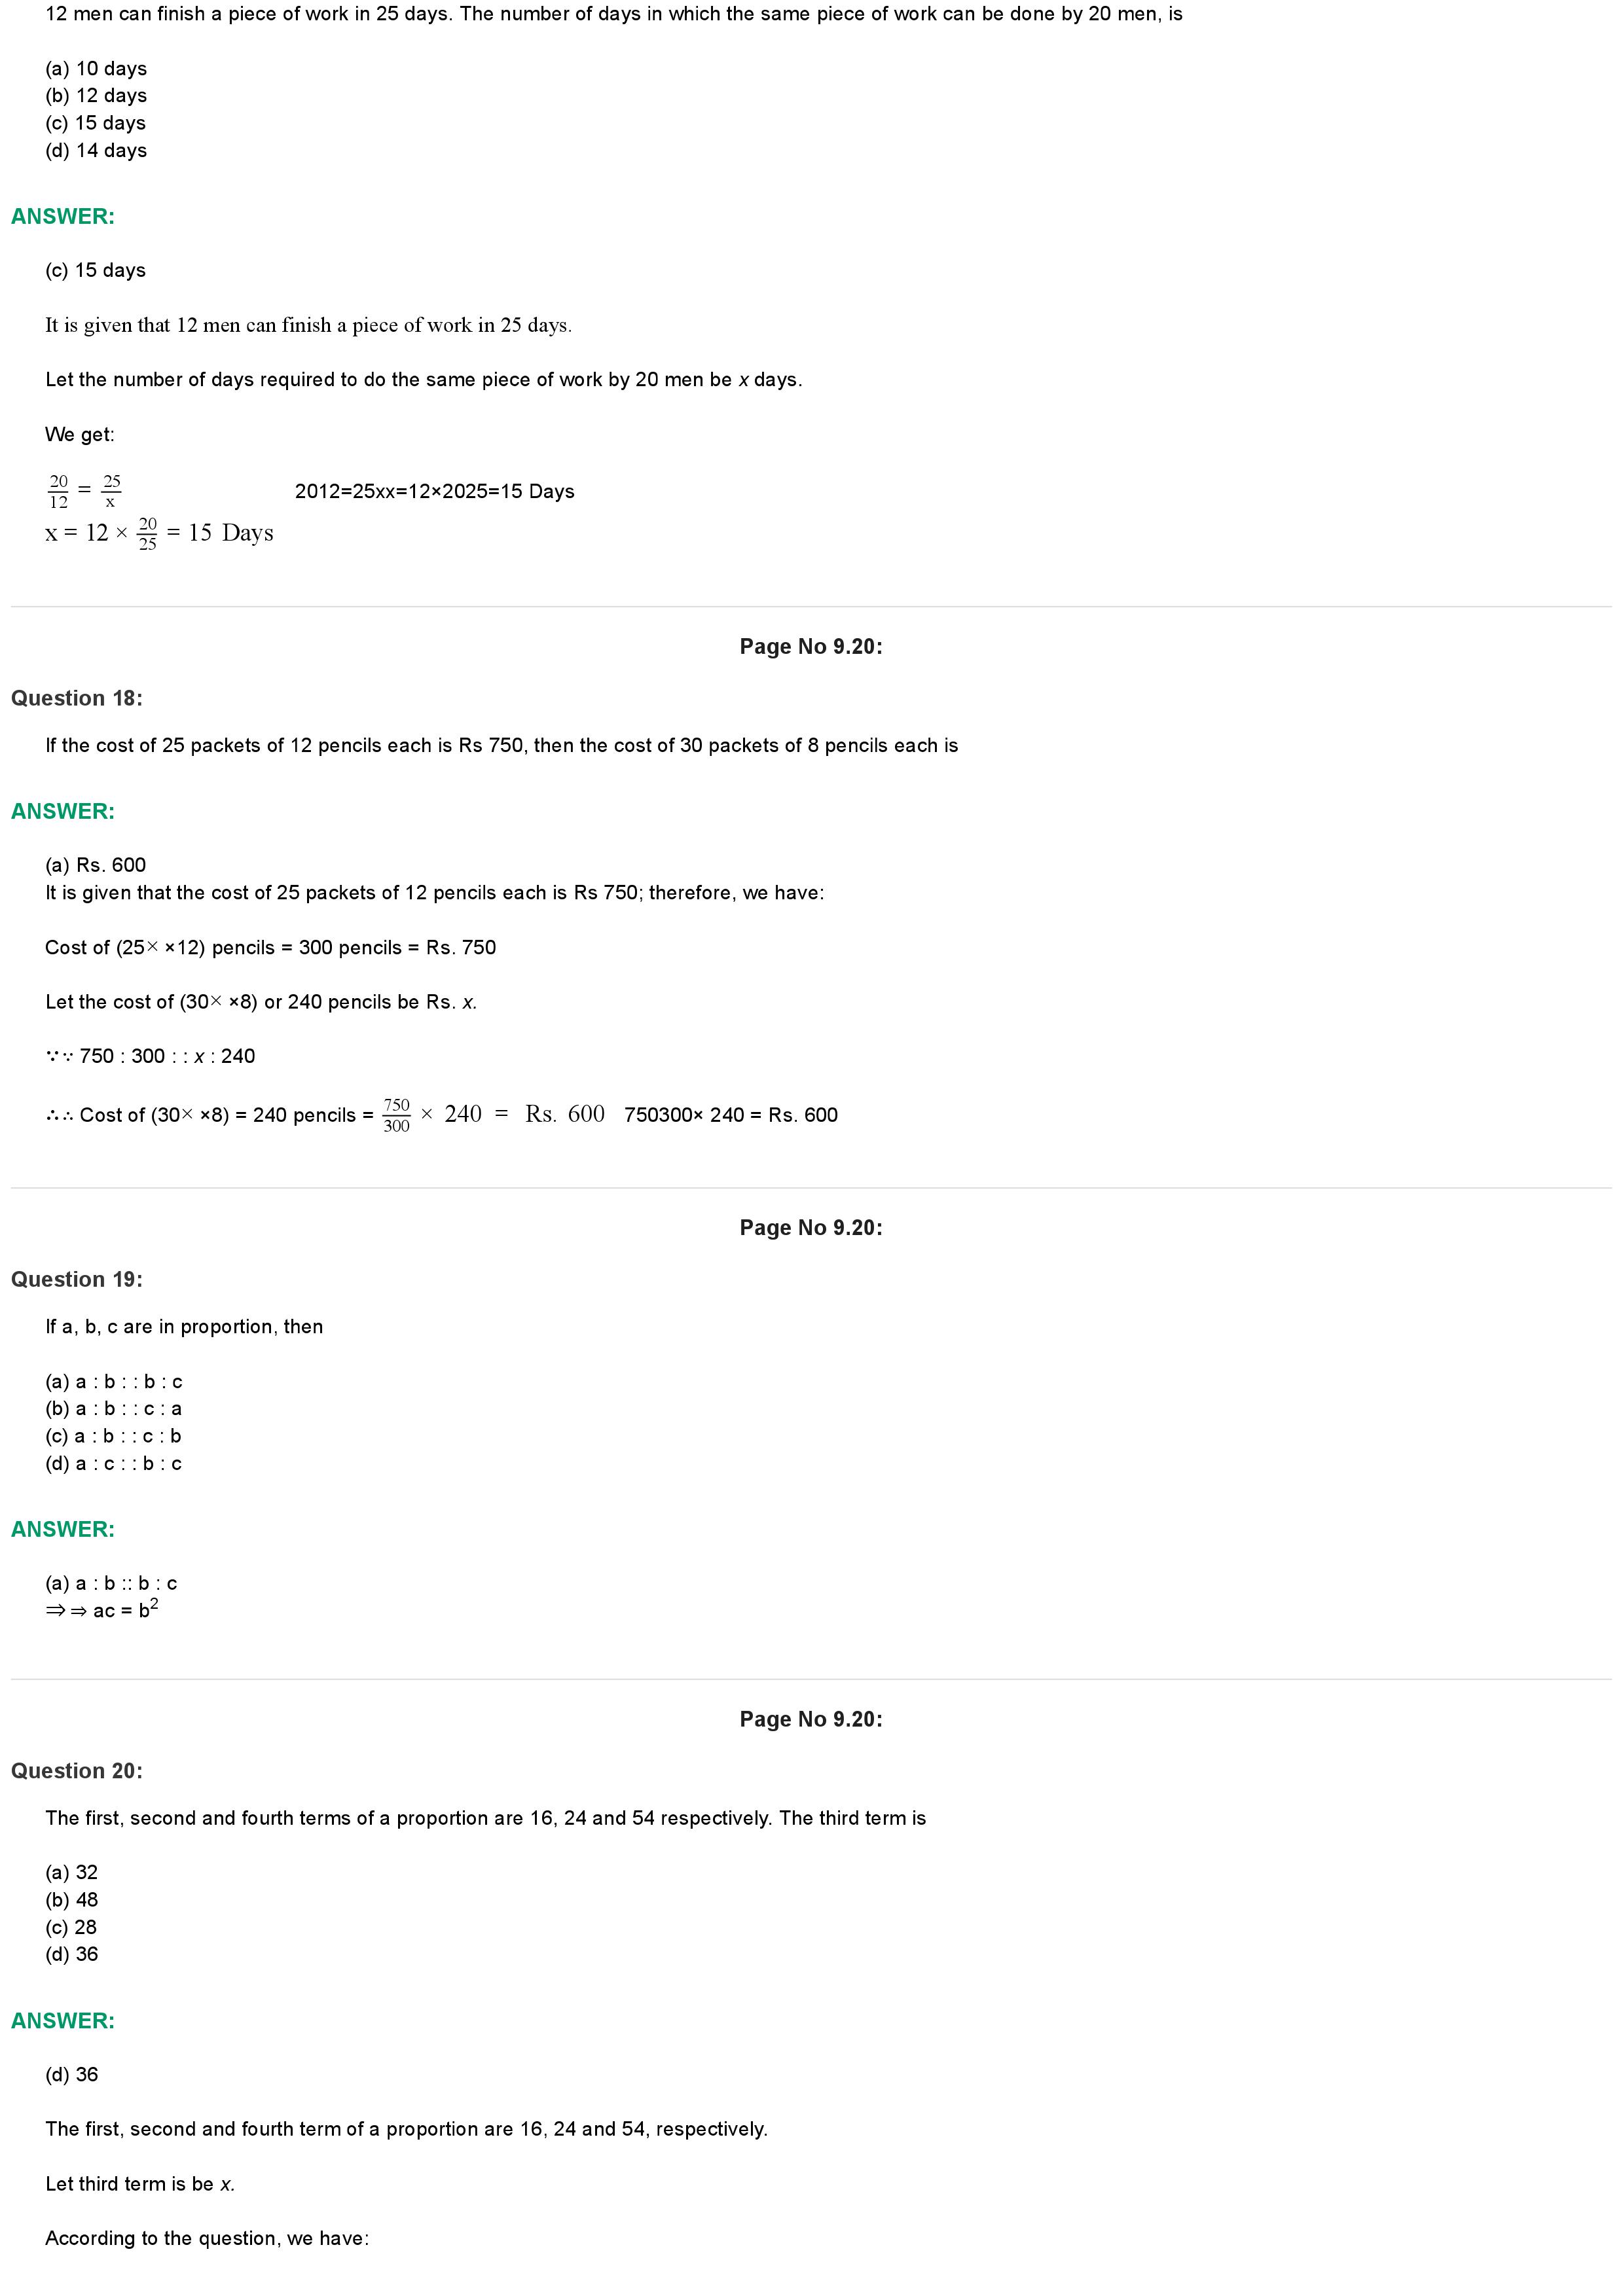 12 men can finish a piece of work in 25 days. The number of days in which the same piece of work can be done by 20 men, is
(a) 10 days
(b) 12 days
(c) 15 days
(d) 14 days
ANSWER:
(c) 15 days
It is given that 12 men can finish a piece of work in 25 days.
Let the number of days required to do the same piece of work by 20 men be x days.
We get:
20/12 = 25/x 2012=25xx=12×2025=15 Days
x = 12 × 20/25 = 15 Days
Page No 9.20:
Question 18:
If the cost of 25 packets of 12 pencils each is Rs 750, then the cost of 30 packets of 8 pencils each is
ANSWER:
(a) Rs. 600
It is given that the cost of 25 packets of 12 pencils each is Rs 750; therefore, we have:
Cost of (25× ×12) pencils = 300 pencils = Rs. 750
Let the cost of (30× ×8) or 240 pencils be Rs. x.
∵∵ 750 : 300 : : x : 240
∴∴ Cost of (30× ×8) = 240 pencils = 750/300 × 240 = Rs. 600 750300× 240 = Rs. 600
Page No 9.20:
Question 19:
If a, b, c are in proportion, then
(a) a : b : : b : c
(b) a : b : : c : a
(c) a : b : : c : b
(d) a : c : : b : c
ANSWER:
(a) a : b :: b : c
⇒⇒ ac = b²
Page No 9.20:
Question 20:
The first, second and fourth terms of a proportion are 16, 24 and 54 respectively. The third term is
(a) 32
(b) 48
(c) 28
(d) 36
ANSWER:
(d) 36
The first, second and fourth term of a proportion are 16, 24 and 54, respectively.
Let third term is be x.
According to the question, we have: